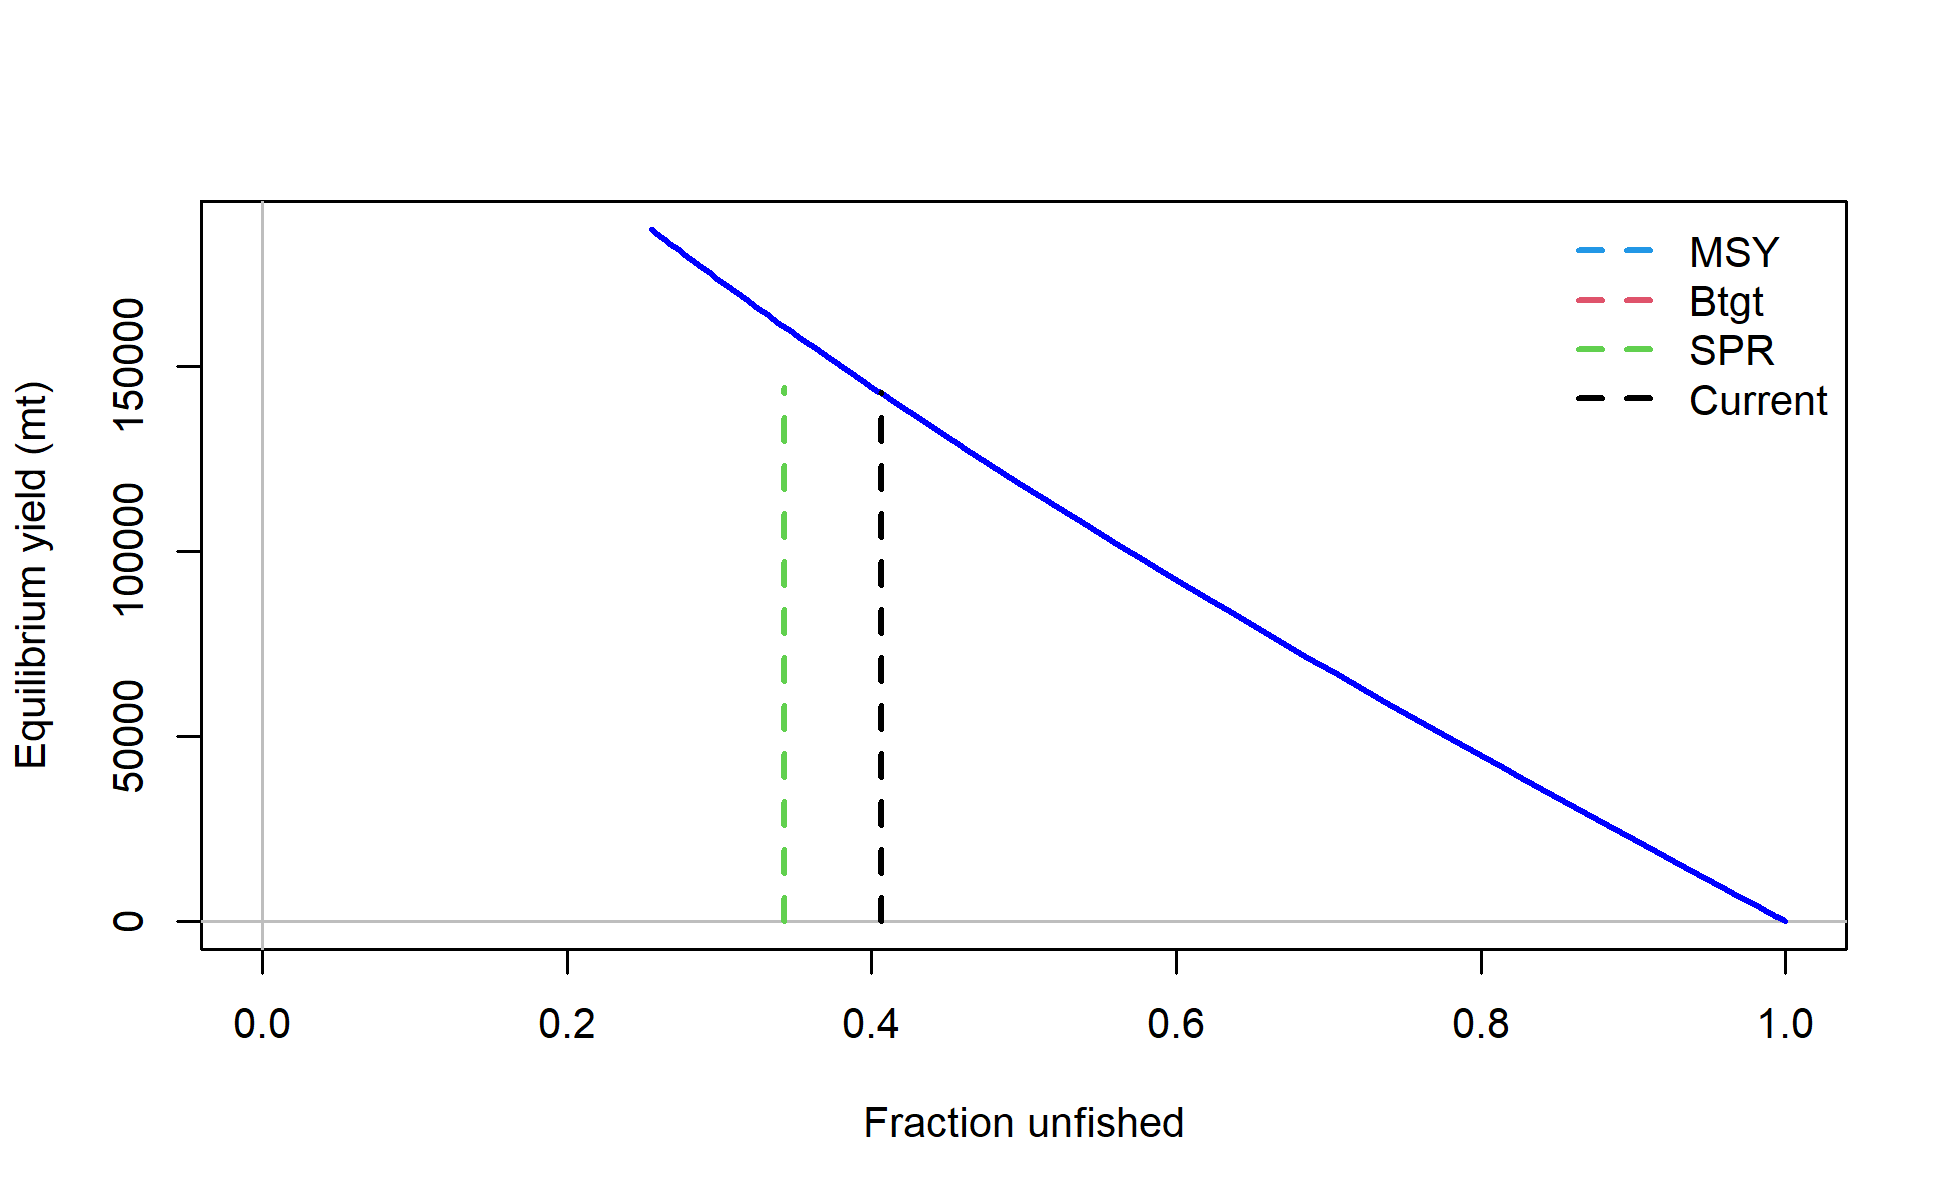 MSY
Btgt
SPR
Current
Equilibrium yield (mt)
150000
100000
50000
0
0.0 0.2 0.4 0.6 0.8 1.0
Fraction unfished